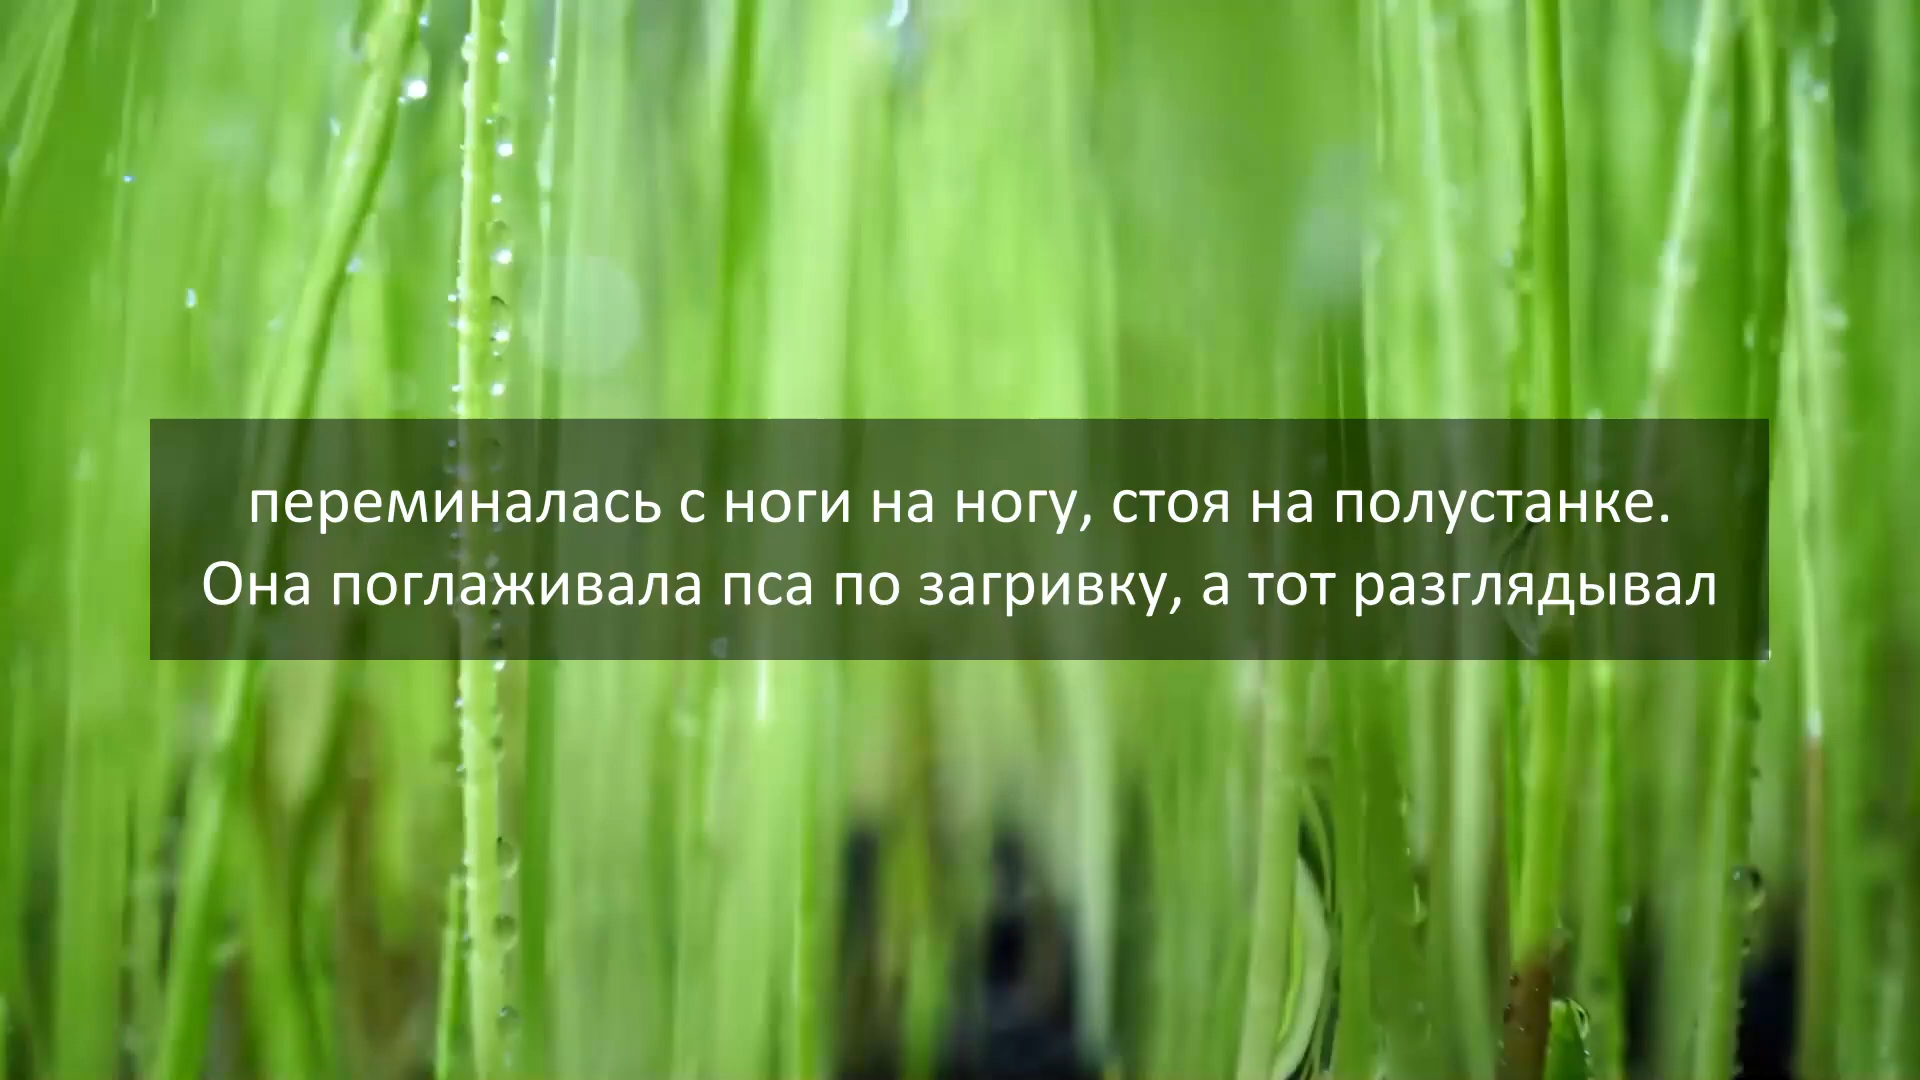 переминалась с ноги на ногу, стоя на полустанке.
Она поглаживала пса по загривку, а тот разглядывал